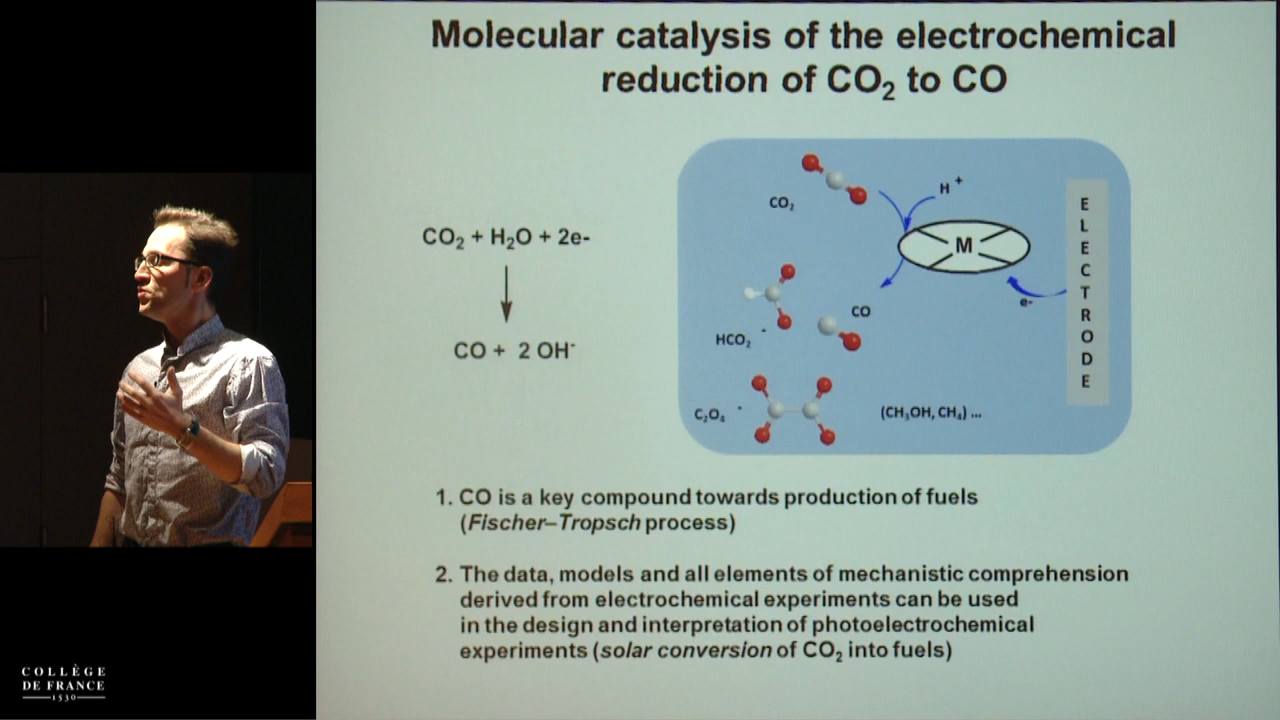 Molecular catalysis of the electrochemical
reduction of CO₂ to CO
CO₂ + H₂O + 2e-
CO + 2 OH⁻
CO₂
H⁺
M
e-
CO
HCO₂⁻
C₂O₄⁻
(CH₃OH, CH₄) ...
ELECTRODE
1. CO is a key compound towards production of fuels
(Fischer–Tropsch process)
2. The data, models and all elements of mechanistic comprehension
derived from electrochemical experiments can be used
in the design and interpretation of photoelectrochemical
experiments (solar conversion of CO₂ into fuels)
COLLÈGE
DE FRANCE
1530